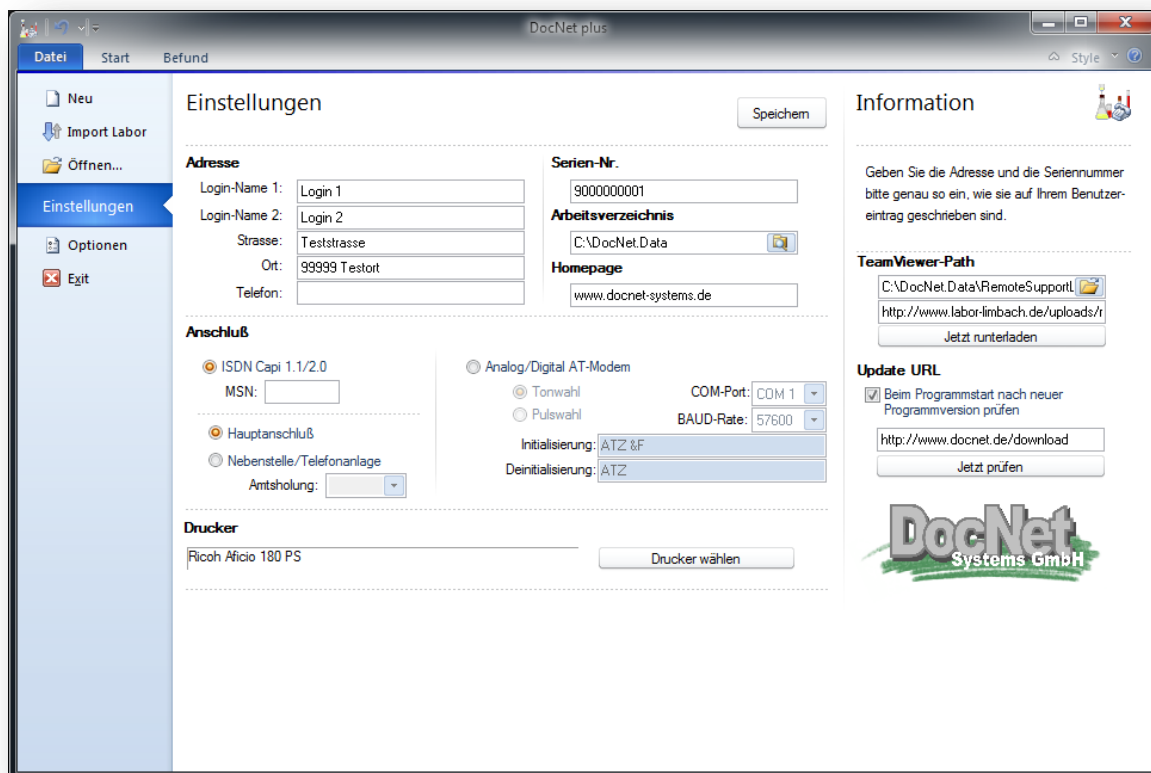 DocNet plus
Datei Start Befund Style
Neu
Import Labor
Öffnen...
Einstellungen
Optionen
Exit
Einstellungen
Speichern
Adresse
Login-Name 1: Login 1
Login-Name 2: Login 2
Strasse: Teststrasse
Ort: 99999 Testort
Telefon:
Serien-Nr.
9000000001
Arbeitsverzeichnis
C:\DocNet.Data
Homepage
www.docnet-systems.de
Anschluß
ISDN Capi 1.1/2.0
MSN:
Hauptanschluß
Nebenstelle/Telefonanlage
Amtsholung:
Analog/Digital AT-Modem
Tonwahl
Pulswahl
COM-Port: COM 1
BAUD-Rate: 57600
Initialisierung: ATZ &F
Deinitialisierung: ATZ
Drucker
Ricoh Aficio 180 PS
Drucker wählen
Information
Geben Sie die Adresse und die Seriennummer
bitte genau so ein, wie sie auf Ihrem Benutzer-
eintrag geschrieben sind.
TeamViewer-Path
C:\DocNet.Data\RemoteSupportL
http://www.labor-limbach.de/uploads/r
Jetzt runterladen
Update URL
Beim Programmstart nach neuer
Programmversion prüfen
http://www.docnet.de/download
Jetzt prüfen
DocNet
Systems GmbH